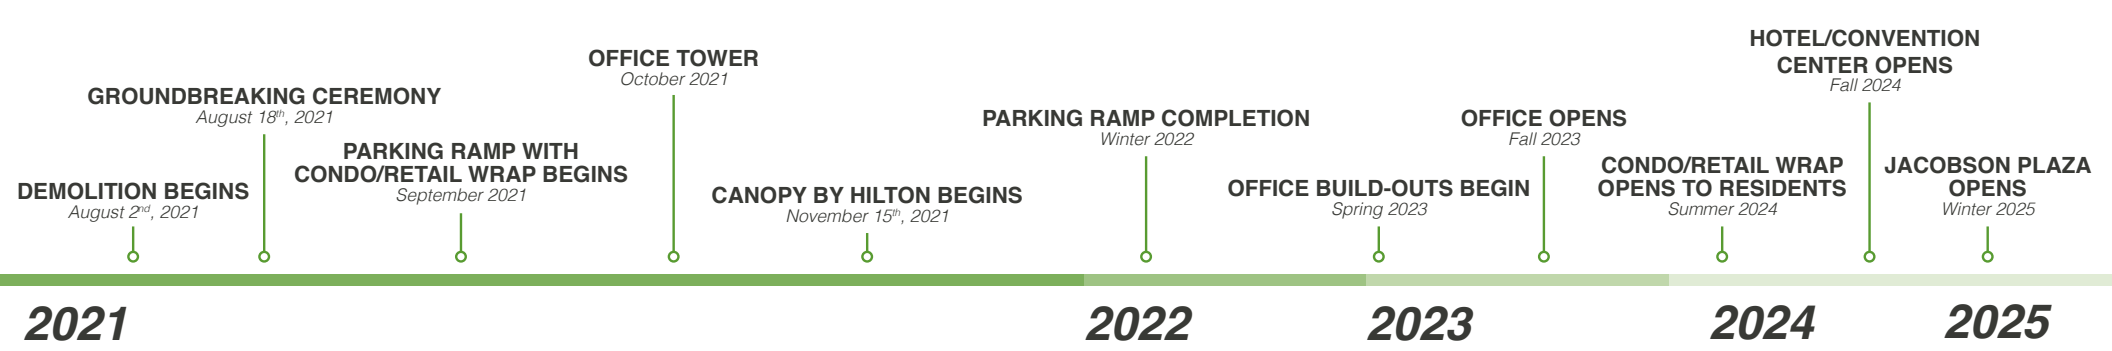 DEMOLITION BEGINS
August 2nd, 2021
GROUNDBREAKING CEREMONY
August 18th, 2021
PARKING RAMP WITH
CONDO/RETAIL WRAP BEGINS
September 2021
OFFICE TOWER
October 2021
CANOPY BY HILTON BEGINS
November 15th, 2021
PARKING RAMP COMPLETION
Winter 2022
OFFICE BUILD-OUTS BEGIN
Spring 2023
OFFICE OPENS
Fall 2023
CONDO/RETAIL WRAP
OPENS TO RESIDENTS
Summer 2024
HOTEL/CONVENTION
CENTER OPENS
Fall 2024
JACOBSON PLAZA
OPENS
Winter 2025
2021
2022
2023
2024
2025